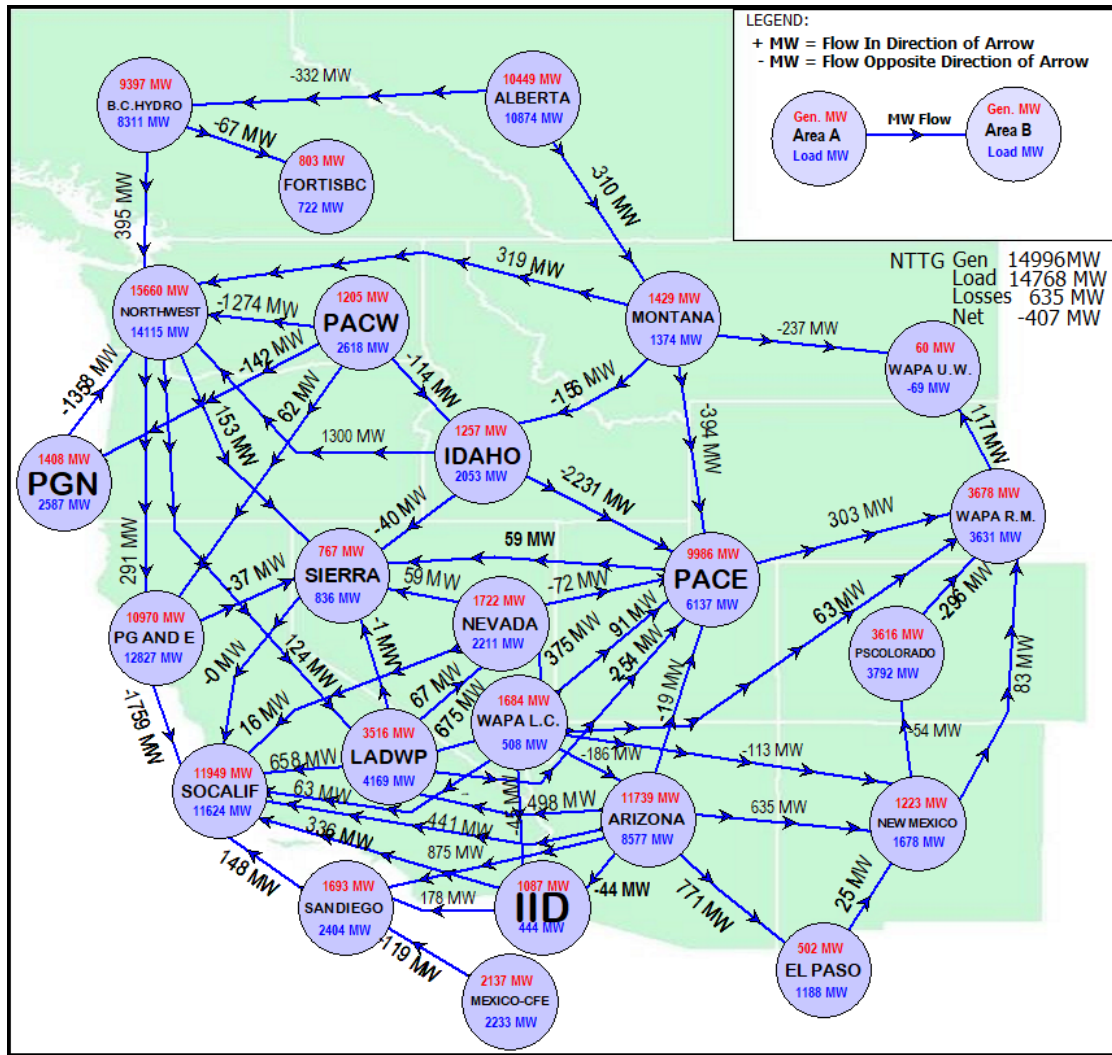 LEGEND:
+ MW = Flow In Direction of Arrow
- MW = Flow Opposite Direction of Arrow
Gen. MW
Area A
Load MW
MW Flow
Gen. MW
Area B
Load MW
9397 MW
B.C.HYDRO
8311 MW
-332 MW
10449 MW
ALBERTA
10874 MW
-67 MW
803 MW
FORTISBC
722 MW
395 MW
-310 MW
NTTG Gen 14996MW
Load 14768 MW
Losses 635 MW
Net -407 MW
319 MW
15660 MW
NORTHWEST
14115 MW
-1274 MW
1205 MW
PACW
2618 MW
1429 MW
MONTANA
1374 MW
-237 MW
60 MW
WAPA U.W.
-69 MW
-142 MW
-1358 MW
153 MW
62 MW
-114 MW
-156 MW
-394 MW
117 MW
1408 MW
PGN
2587 MW
1300 MW
1257 MW
IDAHO
2053 MW
-2231 MW
3678 MW
WAPA R.M.
3631 MW
303 MW
291 MW
-40 MW
767 MW
SIERRA
836 MW
59 MW
59 MW
-72 MW
9986 MW
PACE
6137 MW
-37 MW
10970 MW
PG AND E
12827 MW
1722 MW
NEVADA
2211 MW
375 MW
91 MW
-254 MW
63 MW
-296 MW
3616 MW
PSCOLORADO
3792 MW
83 MW
-0 MW
124 MW
-1 MW
16 MW
67 MW
675 MW
1684 MW
WAPA L.C.
508 MW
-19 MW
-54 MW
-1759 MW
3516 MW
LADWP
4169 MW
658 MW
-186 MW
-113 MW
11949 MW
SOCALIF
11624 MW
63 MW
-45 MW
498 MW
11739 MW
ARIZONA
8577 MW
635 MW
1223 MW
NEW MEXICO
1678 MW
-441 MW
336 MW
875 MW
148 MW
1693 MW
SANDIEGO
2404 MW
178 MW
1087 MW
IID
444 MW
-44 MW
771 MW
25 MW
-119 MW
2137 MW
MEXICO-CFE
2233 MW
502 MW
EL PASO
1188 MW